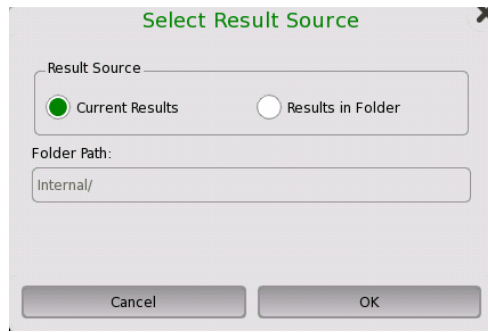 Select Result Source
Result Source
Current Results
Results in Folder
Folder Path:
Internal/
Cancel
OK